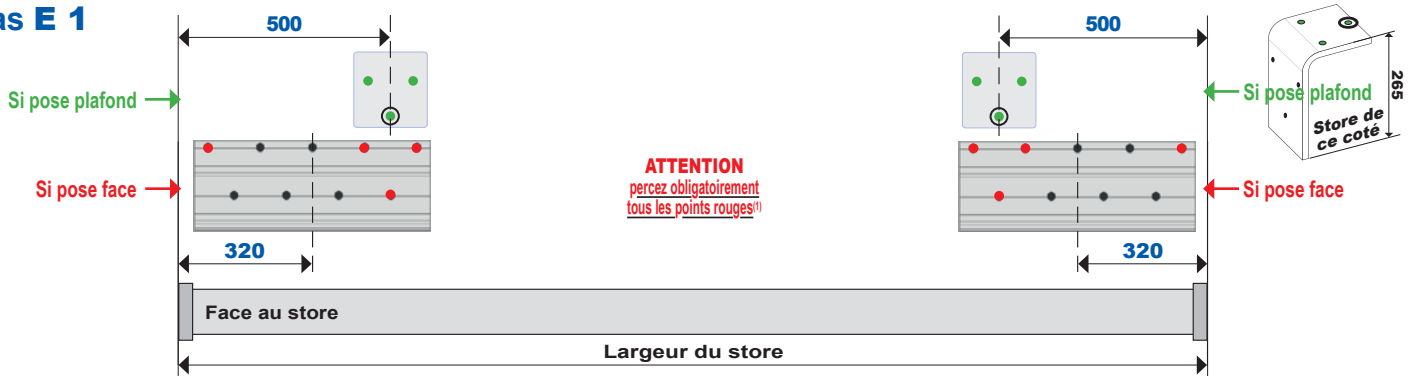 as E 1
500
500
265
Store de
ce coté
Si pose plafond
Si pose plafond
Si pose face
ATTENTION
percez obligatoirement
tous les points rouges(1)
Si pose face
320
320
Face au store
Largeur du store